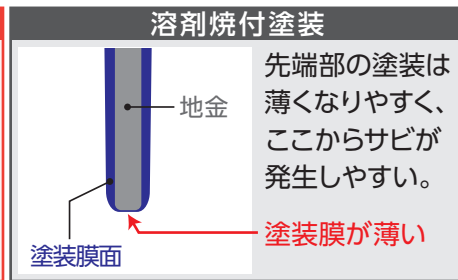 溶剤焼付塗装
先端部の塗装は
薄くなりやすく、
ここからサビが
発生しやすい。
地金
塗装膜が薄い
塗装膜面